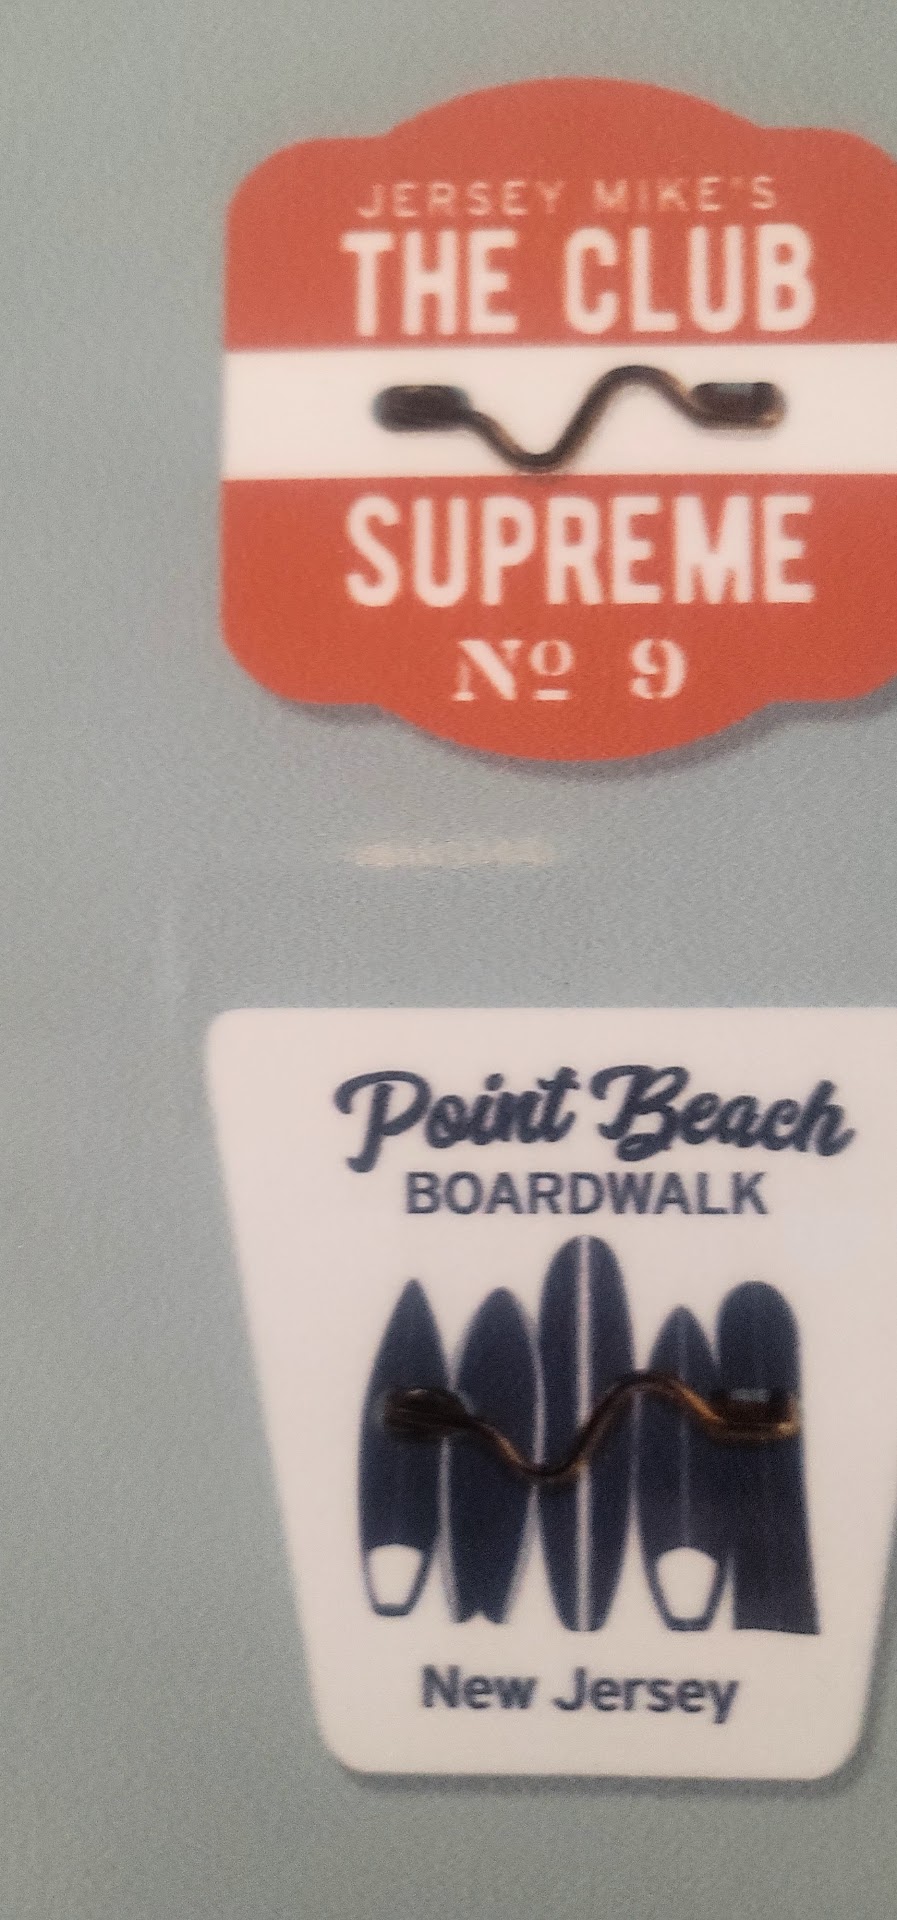 JERSEY MIKE'S
THE CLUB
SUPREME
Nº 9
Point Beach
BOARDWALK
New Jersey